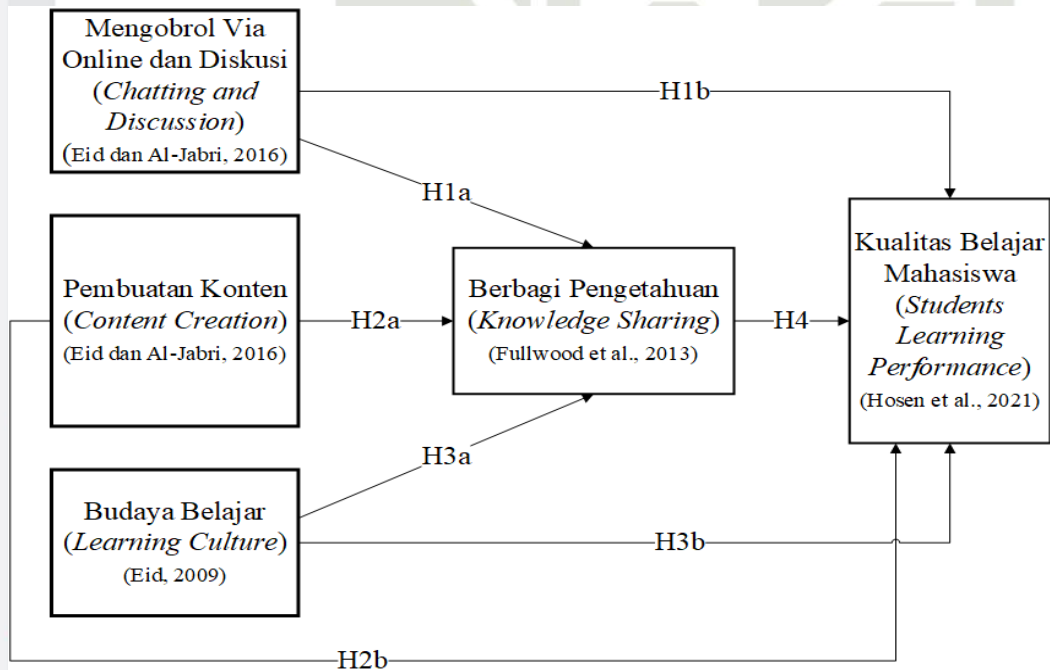 Mengobrol Via
Online dan Diskusi
(Chatting and
Discussion)
(Eid dan Al-Jabri, 2016)
H1b
H1a
Pembuatan Konten
(Content Creation)
(Eid dan Al-Jabri, 2016)
H2a
Berbagi Pengetahuan
(Knowledge Sharing)
(Fullwood et al., 2013)
H4
Kualitas Belajar
Mahasiswa
(Students
Learning
Performance)
(Hosen et al., 2021)
H3a
Budaya Belajar
(Learning Culture)
(Eid, 2009)
H3b
H2b